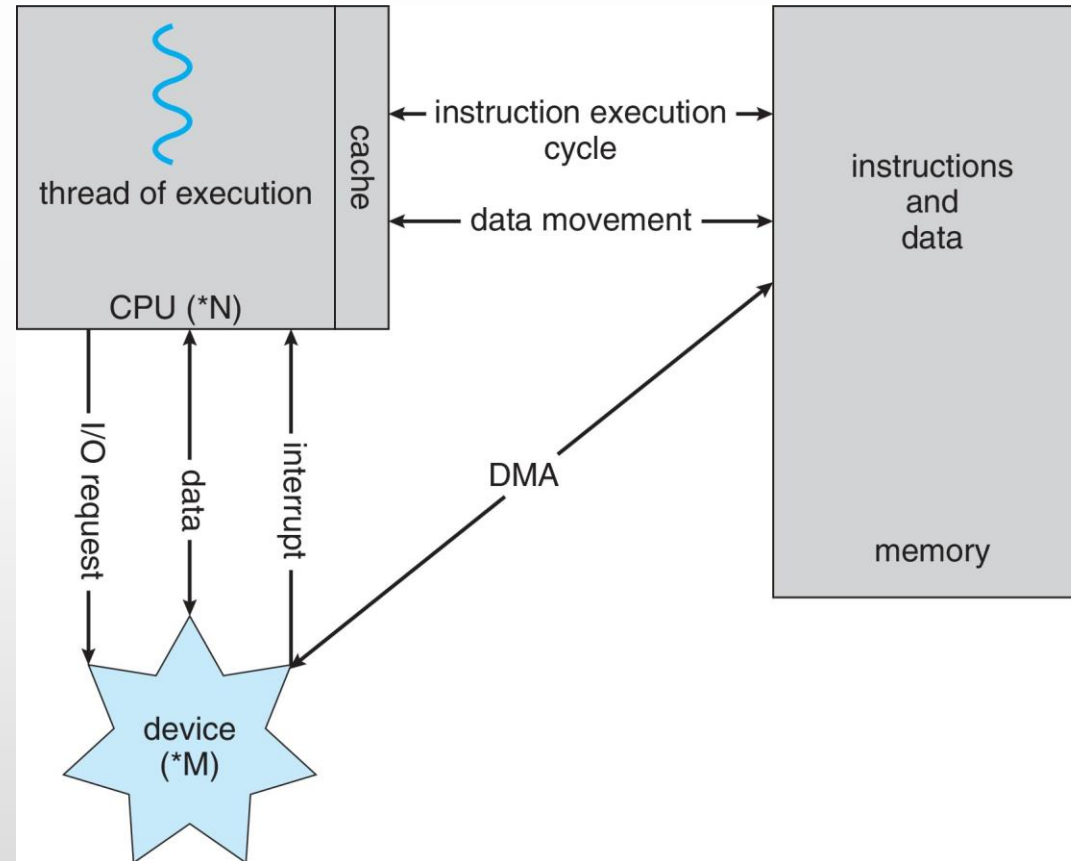 thread of execution
cache
CPU (*N)
instruction execution
cycle
data movement
instructions
and
data
memory
I/O request
data
interrupt
DMA
device
(*M)